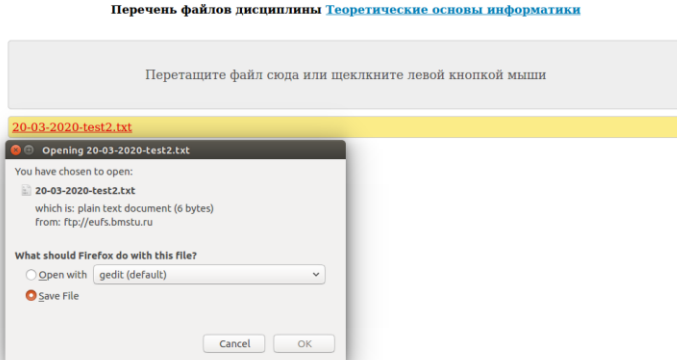 Перечень файлов дисциплины Теоретические основы информатики
Перетащите файл сюда или щеклкните левой кнопкой мыши
20-03-2020-test2.txt
Opening 20-03-2020-test2.txt
You have chosen to open:
20-03-2020-test2.txt
which is: plain text document (6 bytes)
from: ftp://eufs.bmstu.ru
What should Firefox do with this file?
Open with gedit (default)
Save File
Cancel OK